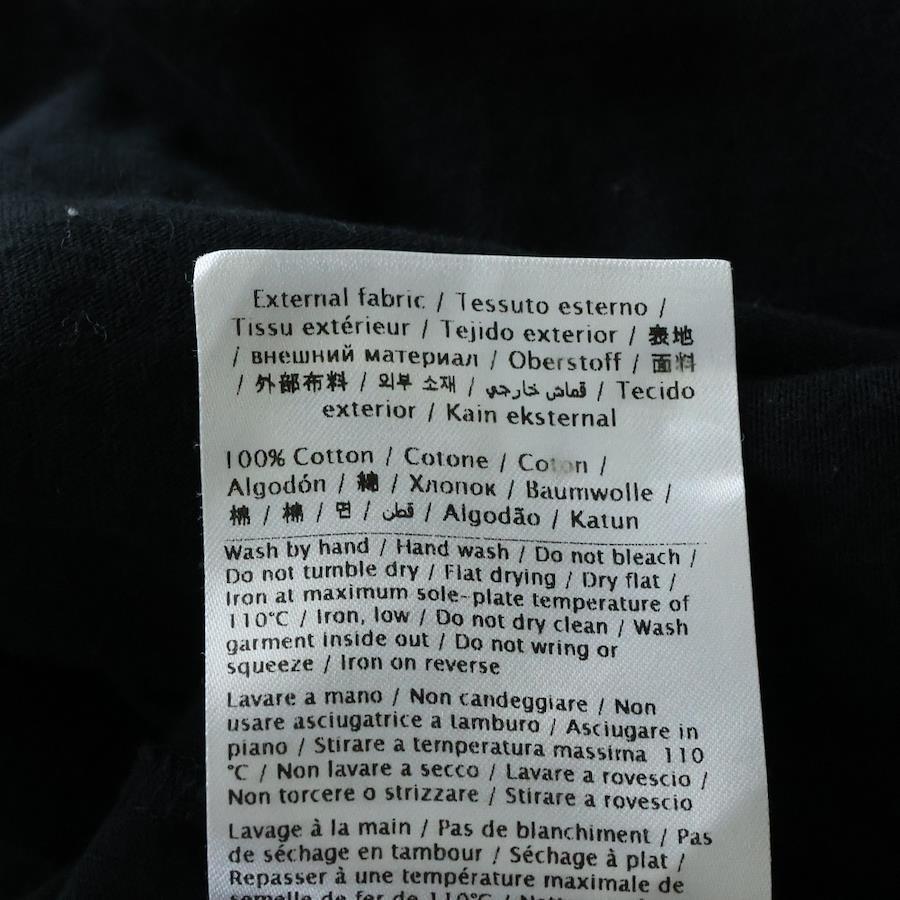 External fabric / Tessuto esterno /
Tissu extérieur / Tejido exterior / 表地
/ внешний материал / Oberstoff / 面料
/ 外部布料 / 외부 소재 / قماش خارجي / Tecido
exterior / Kain eksternal
100% Cotton / Cotone / Coton /
Algodón / 綿 / Хлопок / Baumwolle /
棉 / 棉 / 면 / قطن / Algodão / Katun
Wash by hand / Hand wash / Do not bleach /
Do not tumble dry / Flat drying / Dry flat /
Iron at maximum sole-plate temperature of
110°C / Iron, low / Do not dry clean / Wash
garment inside out / Do not wring or
squeeze / Iron on reverse
Lavare a mano / Non candeggiare / Non
usare asciugatrice a tamburo / Asciugare in
piano / Stirare a temperatura massima 110
°C / Non lavare a secco / Lavare a rovescio /
Non torcere o strizzare / Stirare a rovescio
Lavage à la main / Pas de blanchiment / Pas
de séchage en tambour / Séchage à plat /
Repasser à une température maximale de
semelle de fer de 110°C /